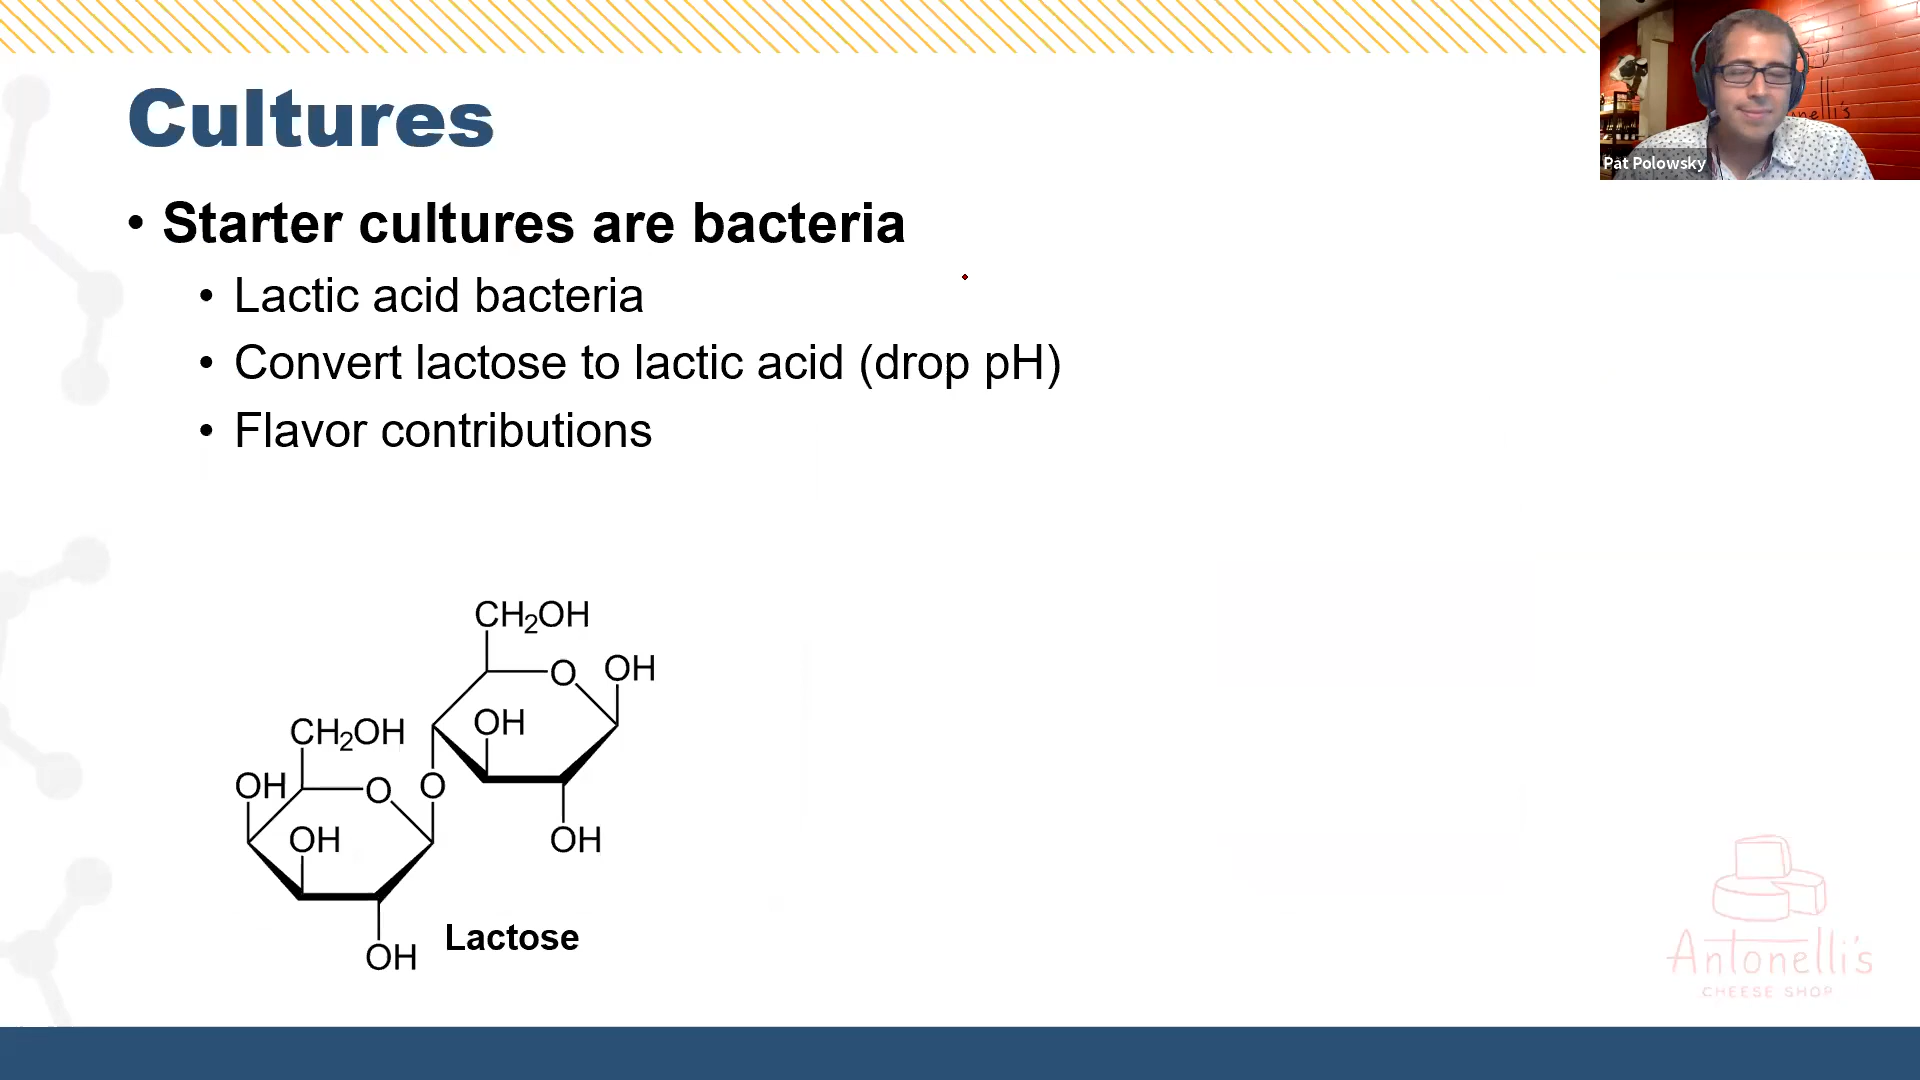 Cultures
Pat Polowsky
• Starter cultures are bacteria
• Lactic acid bacteria
• Convert lactose to lactic acid (drop pH)
• Flavor contributions
CH₂OH
O
OH
OH
CH₂OH
OH
O
O
OH
OH
OH
Lactose
Antonelli's
CHEESE SHOP